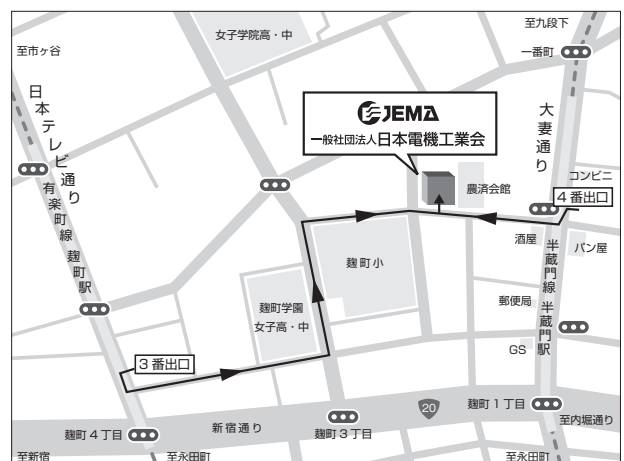 至九段下
女子学院高・中
至市ヶ谷
一番町
日本テレビ通り
大妻通り
JEMA
一般社団法人日本電機工業会
農済会館
コンビニ
4番出口
有楽町線 麹町駅
酒屋
パン屋
麹町小
半蔵門線 半蔵門駅
郵便局
麹町学園
女子高・中
GS
3番出口
20
麹町1丁目
新宿通り
至内堀通り
麹町4丁目
麹町3丁目
至新宿
至永田町
至永田町